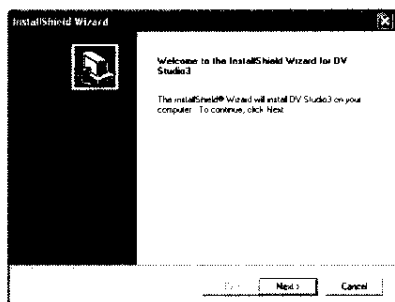 InstallShield Wizard
Welcome to the InstallShield Wizard for DV
Studio3
The InstallShield® Wizard will install DV Studio3 on your
computer. To continue, click Next.
Next >
Cancel